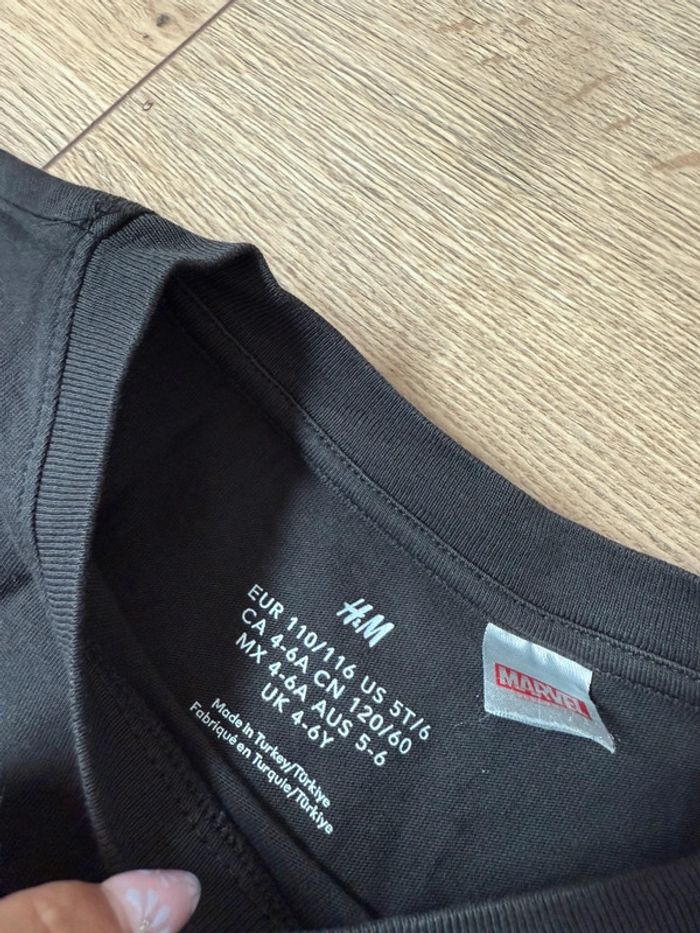 H&M
EUR 110/116 US 5T/6
CA 4-6A CN 120/60
MX 4-6A AUS 5-6
UK 4-6Y
Made in Turkey/Türkiye
Fabriqué en Turquie/Türkiye
MARVEL